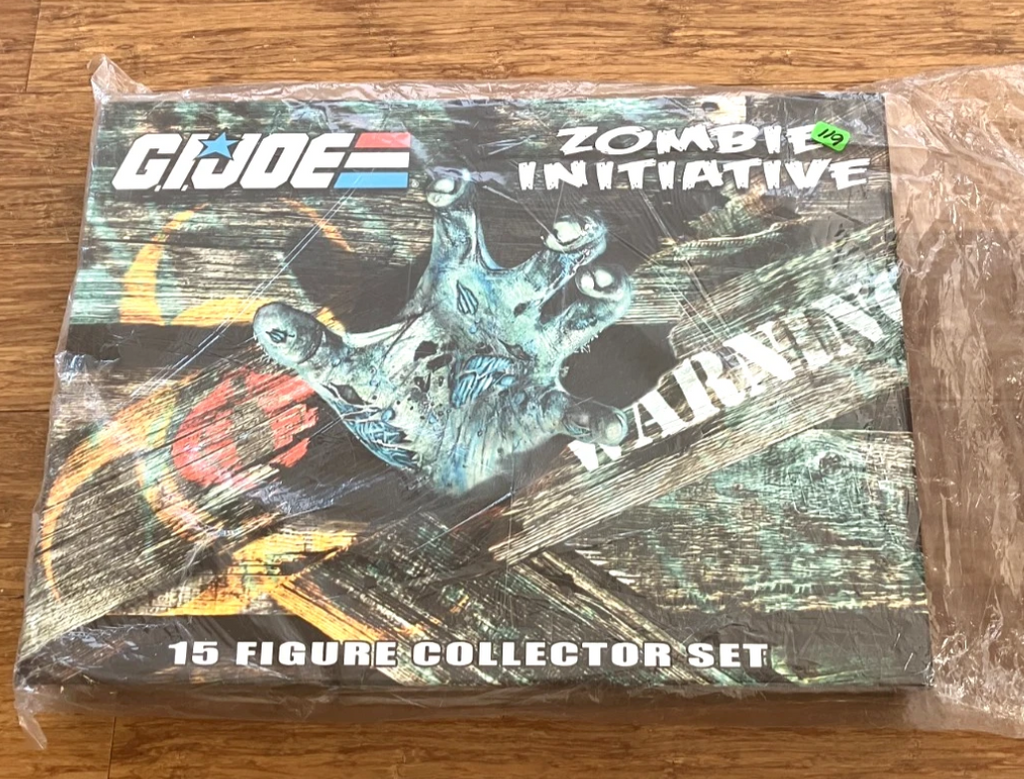 G.I.JOE
ZOMBIE
119
INITIATIVE
WARNING
15 FIGURE COLLECTOR SET